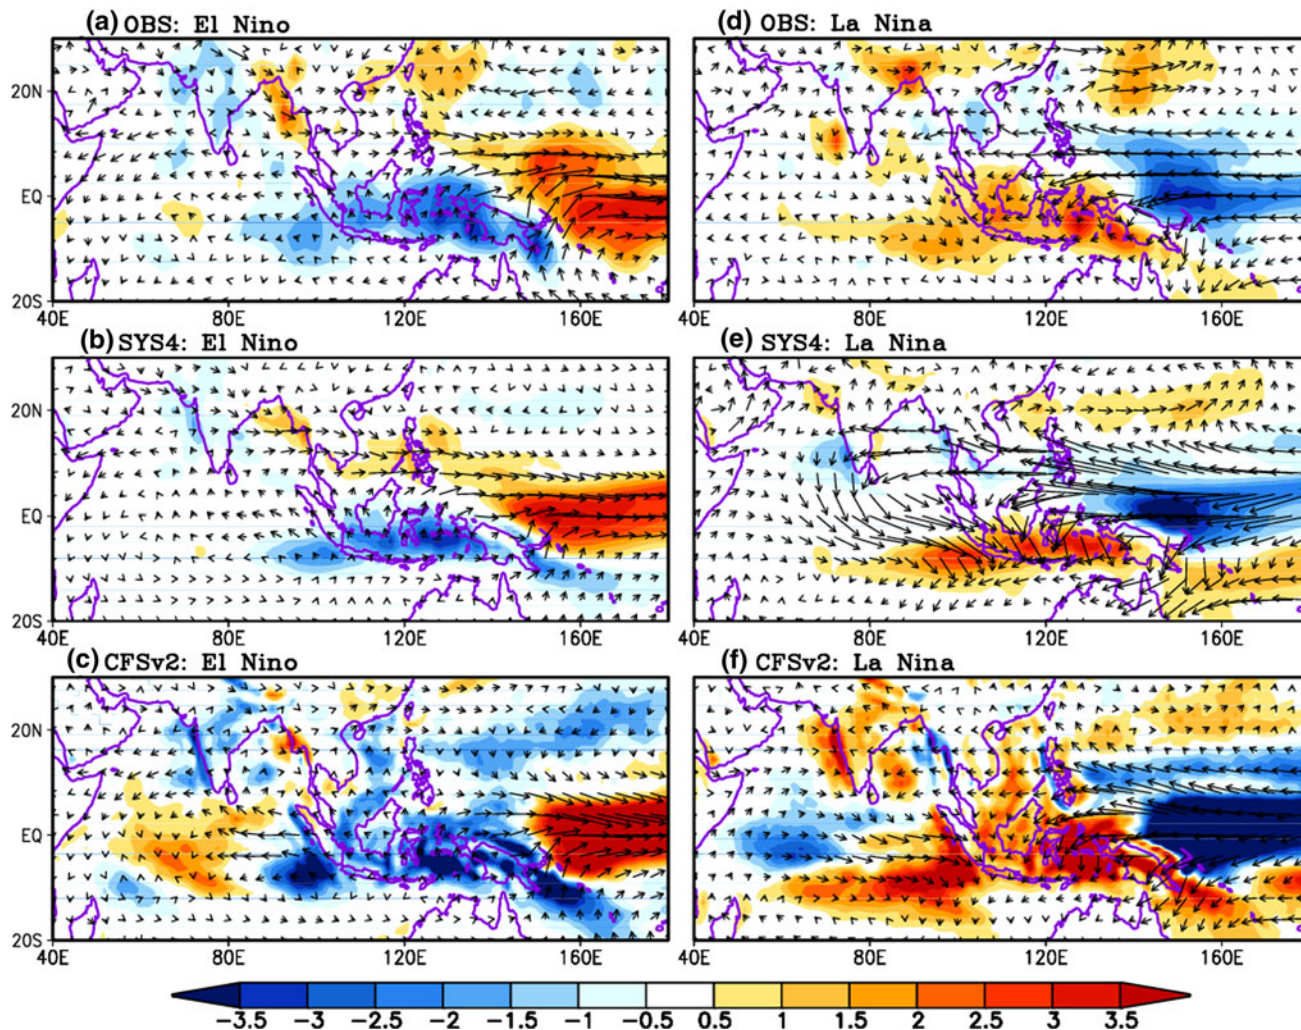 (a) OBS: El Nino
(d) OBS: La Nina
20N
EQ
20S
40E 80E 120E 160E
40E 80E 120E 160E
(b) SYS4: El Nino
(e) SYS4: La Nina
20N
EQ
20S
40E 80E 120E 160E
40E 80E 120E 160E
(c) CFSv2: El Nino
(f) CFSv2: La Nina
20N
EQ
20S
40E 80E 120E 160E
40E 80E 120E 160E
-3.5 -3 -2.5 -2 -1.5 -1 -0.5 0.5 1 1.5 2 2.5 3 3.5